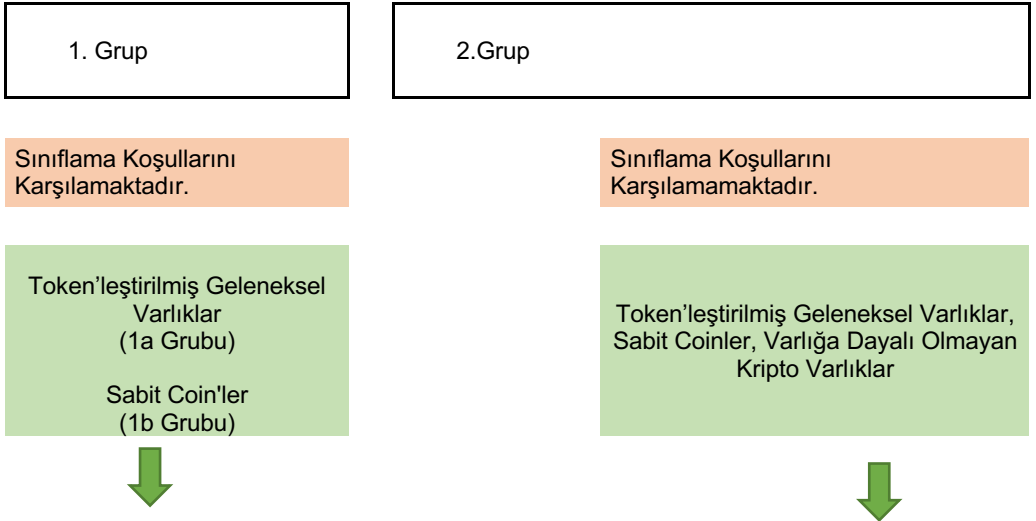 1. Grup
2.Grup
Sınıflama Koşullarını
Karşılamaktadır.
Sınıflama Koşullarını
Karşılamamaktadır.
Token’leştirilmiş Geleneksel
Varlıklar
(1a Grubu)
Sabit Coin'ler
(1b Grubu)
Token’leştirilmiş Geleneksel Varlıklar,
Sabit Coinler, Varlığa Dayalı Olmayan
Kripto Varlıklar